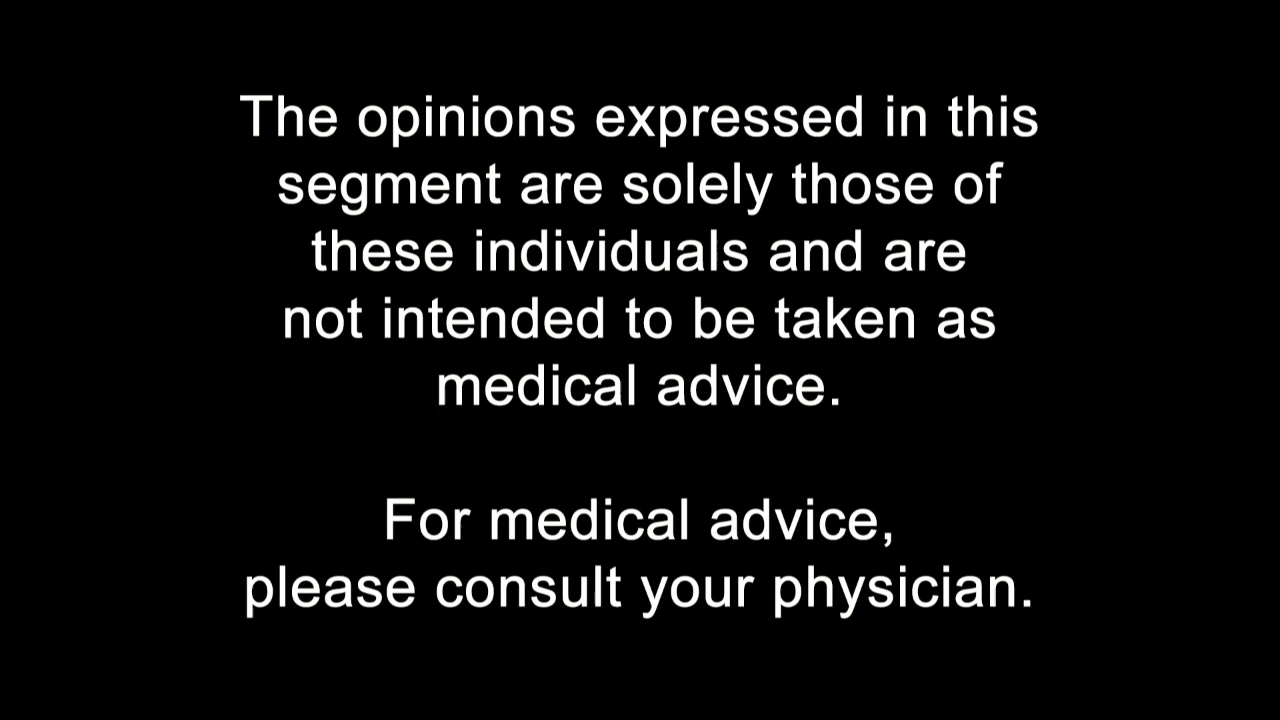 The opinions expressed in this
segment are solely those of
these individuals and are
not intended to be taken as
medical advice.
For medical advice,
please consult your physician.